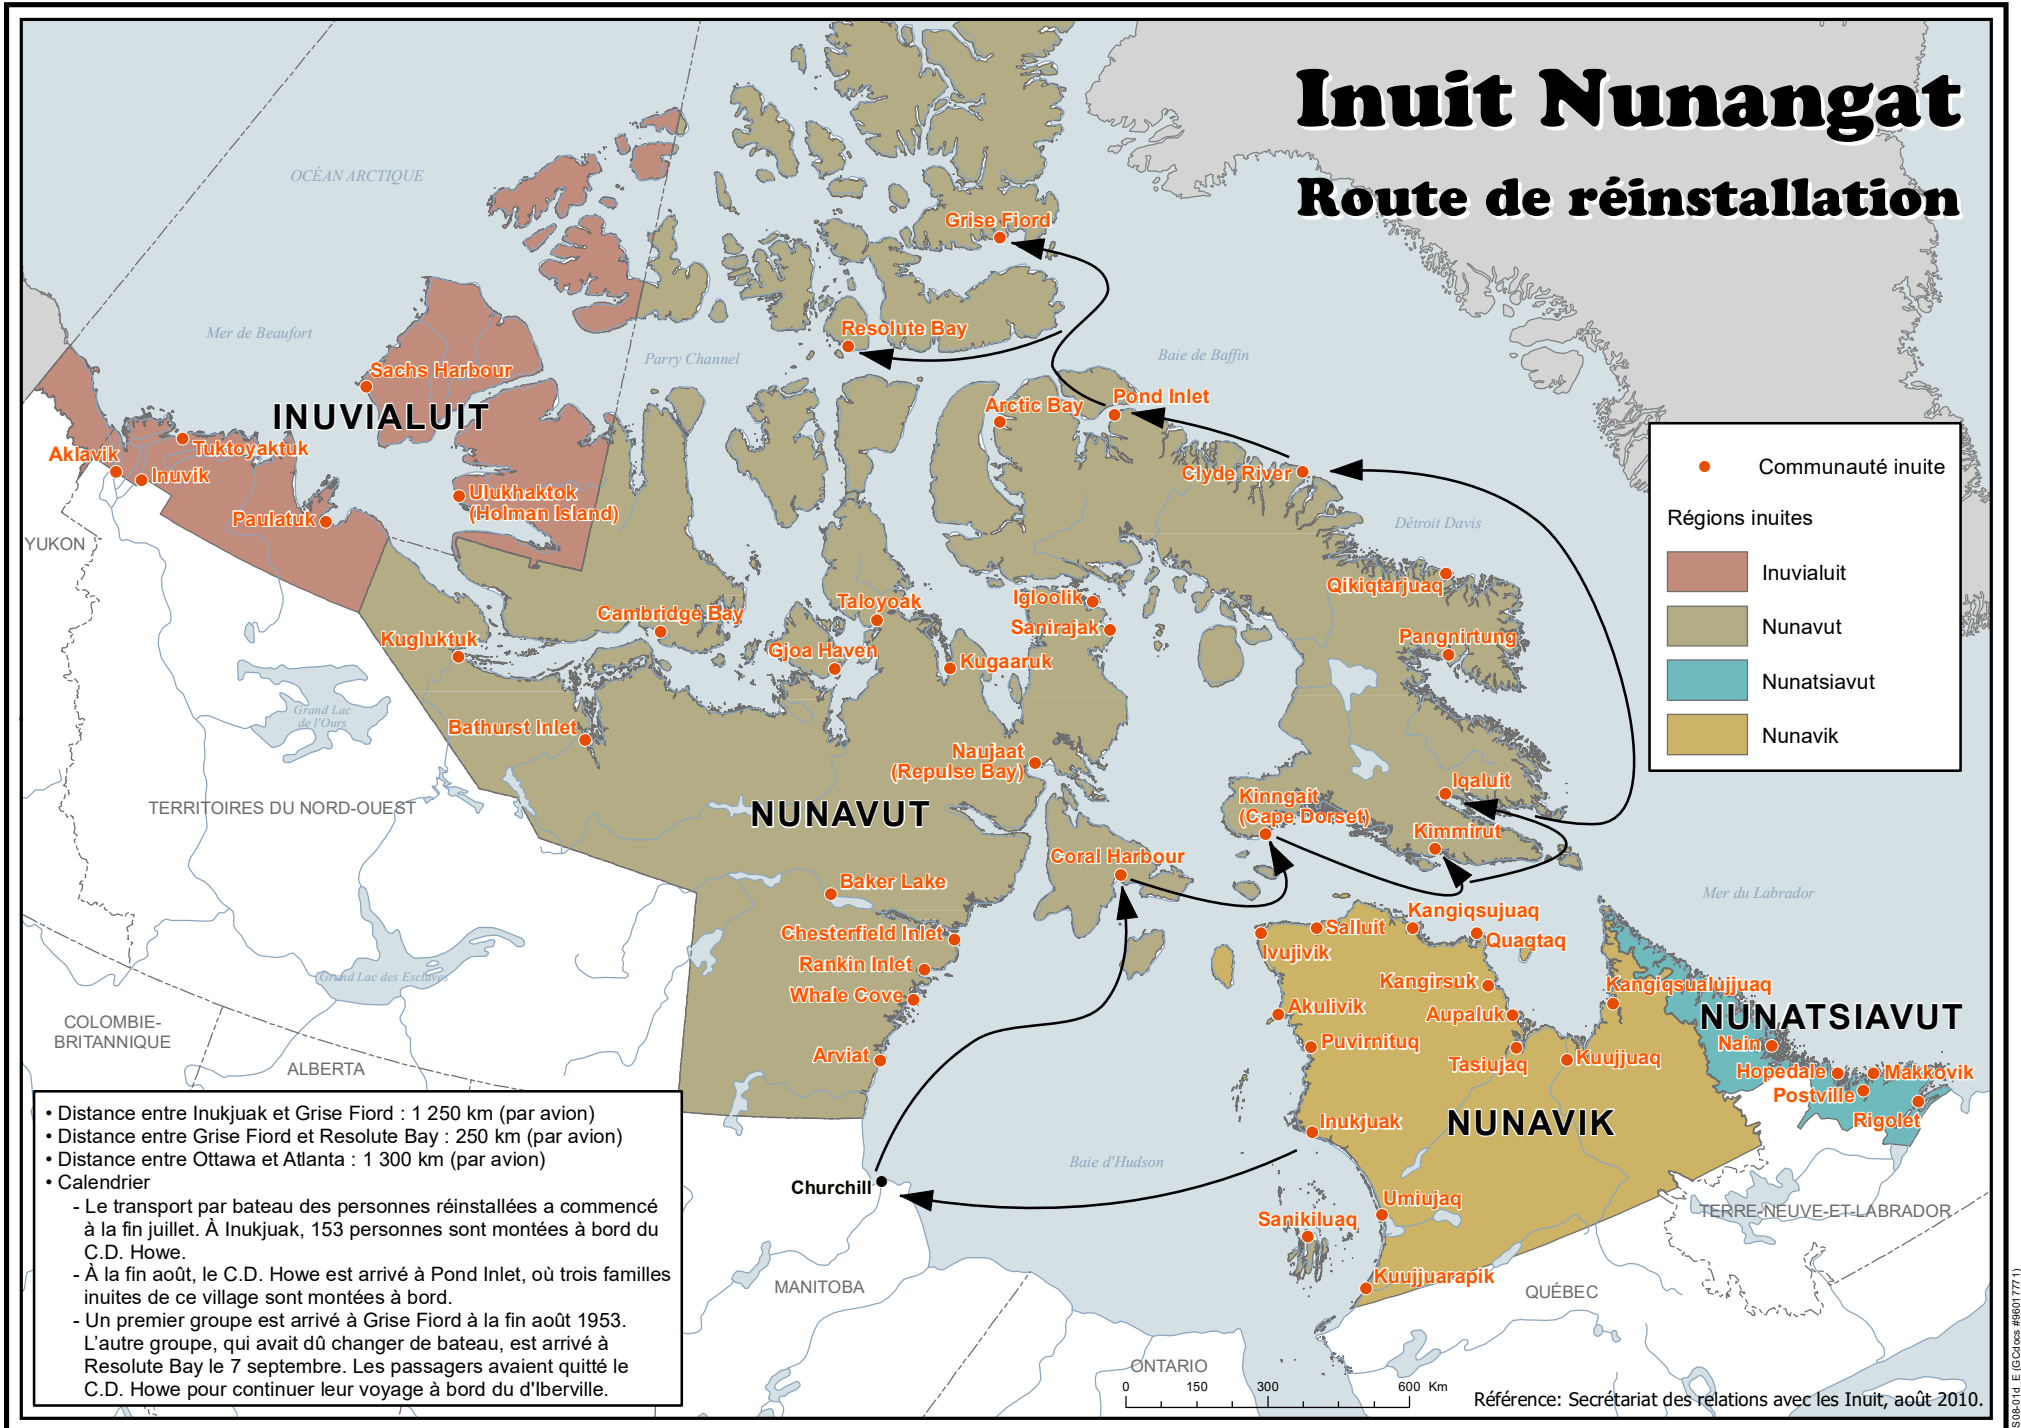 Inuit Nunangat
Route de réinstallation
OCÉAN ARCTIQUE
Mer de Beaufort
Parry Channel
Baie de Baffin
Détroit Davis
Mer du Labrador
Baie d'Hudson
Grand Lac
de l'Ours
Grand Lac des Esclaves
Grise Fiord
Resolute Bay
Sachs Harbour
INUVIALUIT
Arctic Bay
Pond Inlet
Clyde River
Aklavik
Tuktoyaktuk
Inuvik
Paulatuk
Ulukhaktok
(Holman Island)
YUKON
Qikiqtarjuaq
Pangnirtung
Igloolik
Sanirajak
Taloyoak
Cambridge Bay
Gjoa Haven
Kugaaruk
Kugluktuk
Bathurst Inlet
Naujaat
(Repulse Bay)
Iqaluit
Kinngait
(Cape Dorset)
Kimmirut
TERRITOIRES DU NORD-OUEST
NUNAVUT
Coral Harbour
Baker Lake
Chesterfield Inlet
Rankin Inlet
Whale Cove
Arviat
Ivujivik
Salluit
Kangiqsujuaq
Quaqtaq
Kangirsuk
Akulivik
Aupaluk
Puvirnituq
Tasiujaq
Kuujjuaq
Kangiqsualujjuaq
NUNATSIAVUT
Nain
Hopedale
Makkovik
Postville
Rigolet
Inukjuak
NUNAVIK
Umiujaq
Sanikiluaq
Kuujjuarapik
Churchill
COLOMBIE-
BRITANNIQUE
ALBERTA
MANITOBA
ONTARIO
QUÉBEC
TERRE-NEUVE-ET-LABRADOR
Communauté inuite
Régions inuites
Inuvialuit
Nunavut
Nunatsiavut
Nunavik
• Distance entre Inukjuak et Grise Fiord : 1 250 km (par avion)
• Distance entre Grise Fiord et Resolute Bay : 250 km (par avion)
• Distance entre Ottawa et Atlanta : 1 300 km (par avion)
• Calendrier
- Le transport par bateau des personnes réinstallées a commencé
à la fin juillet. À Inukjuak, 153 personnes sont montées à bord du
C.D. Howe.
- À la fin août, le C.D. Howe est arrivé à Pond Inlet, où trois familles
inuites de ce village sont montées à bord.
- Un premier groupe est arrivé à Grise Fiord à la fin août 1953.
L'autre groupe, qui avait dû changer de bateau, est arrivé à
Resolute Bay le 7 septembre. Les passagers avaient quitté le
C.D. Howe pour continuer leur voyage à bord du d'Iberville.
0 150 300 600 Km
Référence: Secrétariat des relations avec les Inuit, août 2010.
S08-01d_E (GCdocs #96017771)